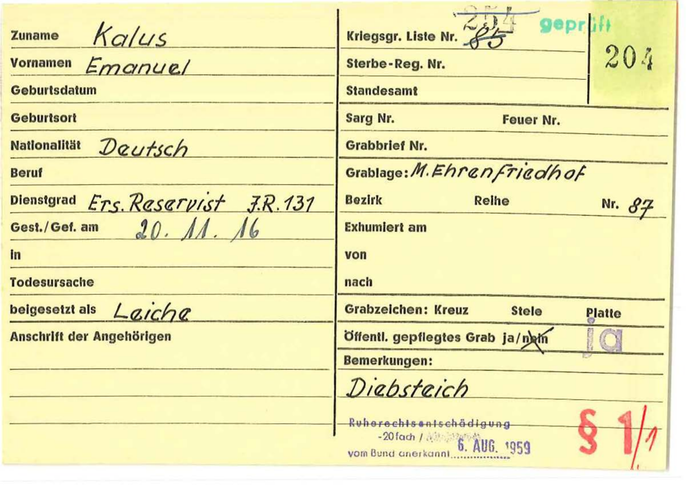 Zuname Kalus
Vornamen Emanuel
Geburtsdatum
Geburtsort
Nationalität Deutsch
Beruf
Dienstgrad Ers. Reservist J.R. 131
Gest./Gef. am 20. 11. 16
in
Todesursache
beigesetzt als Leiche
Anschrift der Angehörigen
254 geprüft
Kriegsgr. Liste Nr. 85
204
Sterbe-Reg. Nr.
Standesamt
Sarg Nr. Feuer Nr.
Grabbrief Nr.
Grablage: M. Ehrenfriedhof
Bezirk Reihe Nr. 87
Exhumiert am
von
nach
Grabzeichen: Kreuz Stele Platte
Öffentl. gepflegtes Grab ja/nein ja
Bemerkungen:
Diebsteich
Ruherechtsentschädigung
-20fach /
vom Bund anerkannt 6. AUG. 1959
§ 1/1